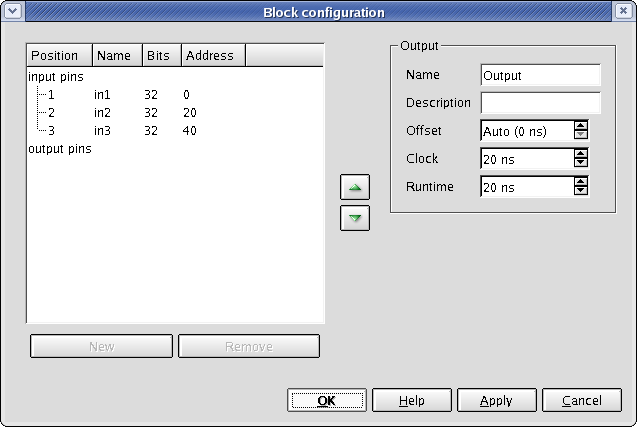 Block configuration
Position Name Bits Address
input pins
1 in1 32 0
2 in2 32 20
3 in3 32 40
output pins
New Remove
Output
Name Output
Description
Offset Auto (0 ns)
Clock 20 ns
Runtime 20 ns
OK Help Apply Cancel